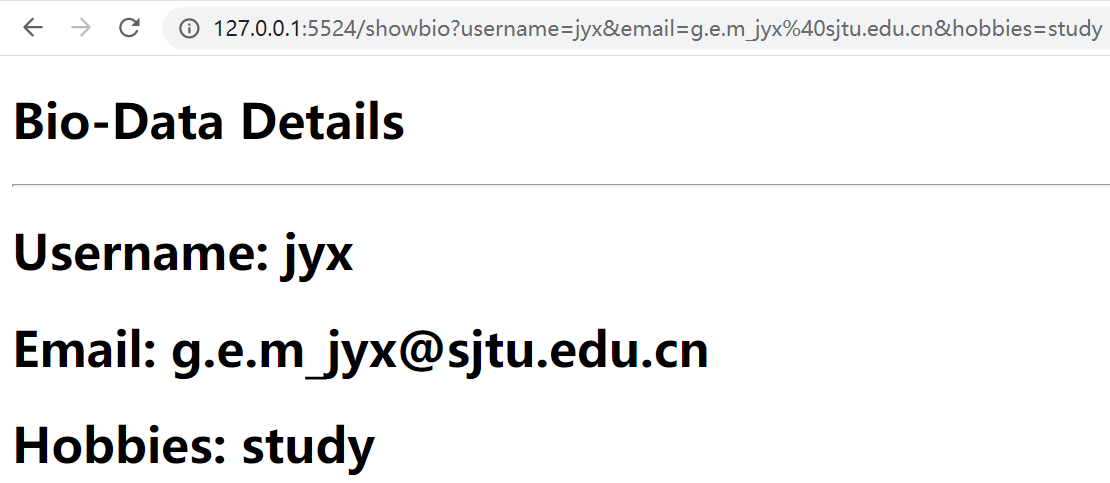 127.0.0.1:5524/showbio?username=jyx&email=g.e.m_jyx%40sjtu.edu.cn&hobbies=study
Bio-Data Details
Username: jyx
Email: g.e.m_jyx@sjtu.edu.cn
Hobbies: study